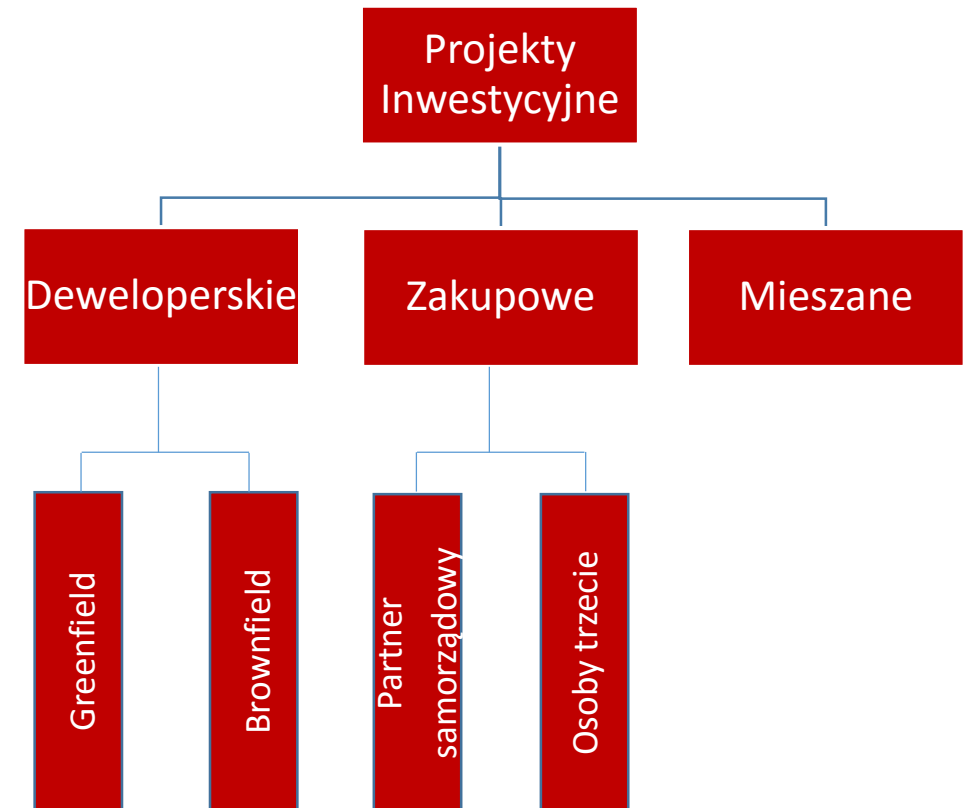 Projekty
Inwestycyjne
Deweloperskie
Zakupowe
Mieszane
Greenfield
Brownfield
Partner
samorządowy
Osoby trzecie